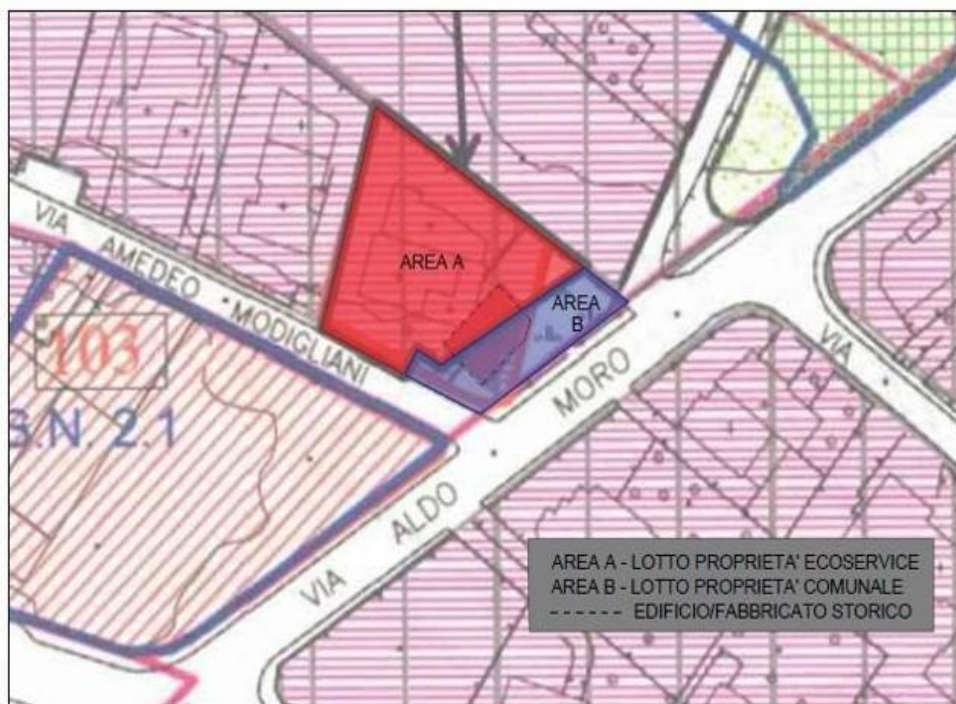 AREA A
AREA
B
VIA AMEDEO MODIGLIANI
103
S.N. 2.1
VIA ALDO MORO
VIA
AREA A - LOTTO PROPRIETA' ECOSERVICE
AREA B - LOTTO PROPRIETA' COMUNALE
------ EDIFICIO/FABBRICATO STORICO